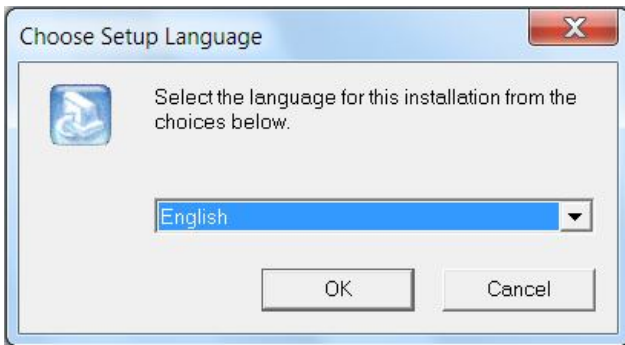 Choose Setup Language
Select the language for this installation from the
choices below.
English
OK
Cancel